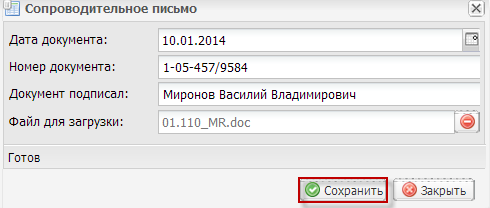 Сопроводительное письмо
Дата документа: 10.01.2014
Номер документа: 1-05-457/9584
Документ подписал: Миронов Василий Владимирович
Файл для загрузки: 01.110_MR.doc
Готов
Сохранить Закрыть